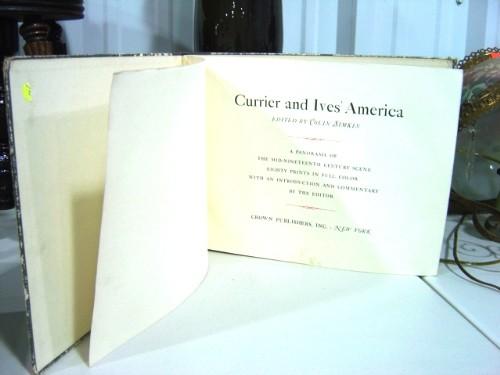 Currier and Ives' America
EDITED BY COLIN SIMKIN
A PANORAMA OF
THE MID-NINETEENTH CENTURY SCENE
EIGHTY PRINTS IN FULL COLOR
WITH AN INTRODUCTION AND COMMENTARY
BY THE EDITOR
CROWN PUBLISHERS, INC. - NEW YORK